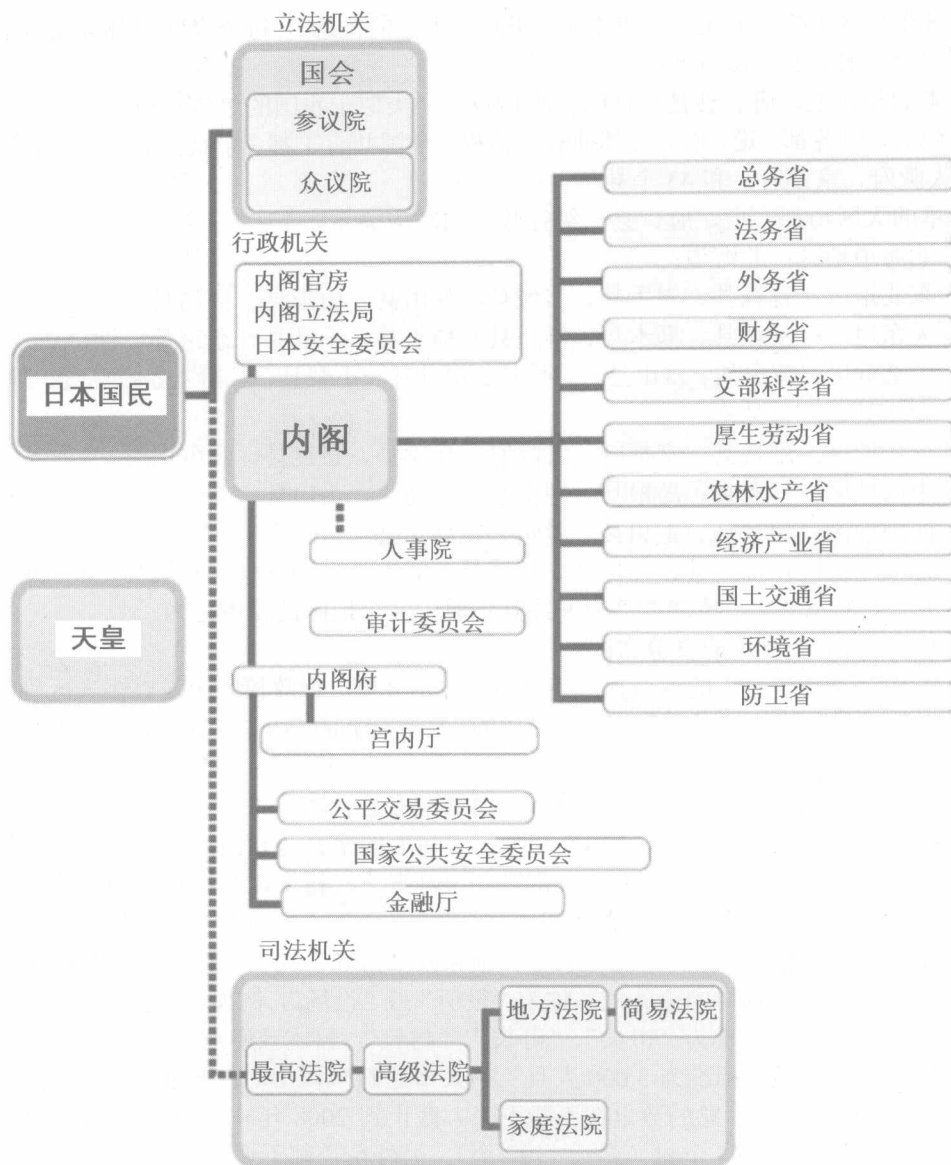 立法机关
国会
参议院
众议院
行政机关
内阁官房
内阁立法局
日本安全委员会
日本国民
内阁
总务省
法务省
外务省
财务省
文部科学省
厚生劳动省
农林水产省
经济产业省
国土交通省
环境省
防卫省
人事院
审计委员会
天皇
内阁府
宫内厅
公平交易委员会
国家公共安全委员会
金融厅
司法机关
最高法院
高级法院
地方法院
简易法院
家庭法院